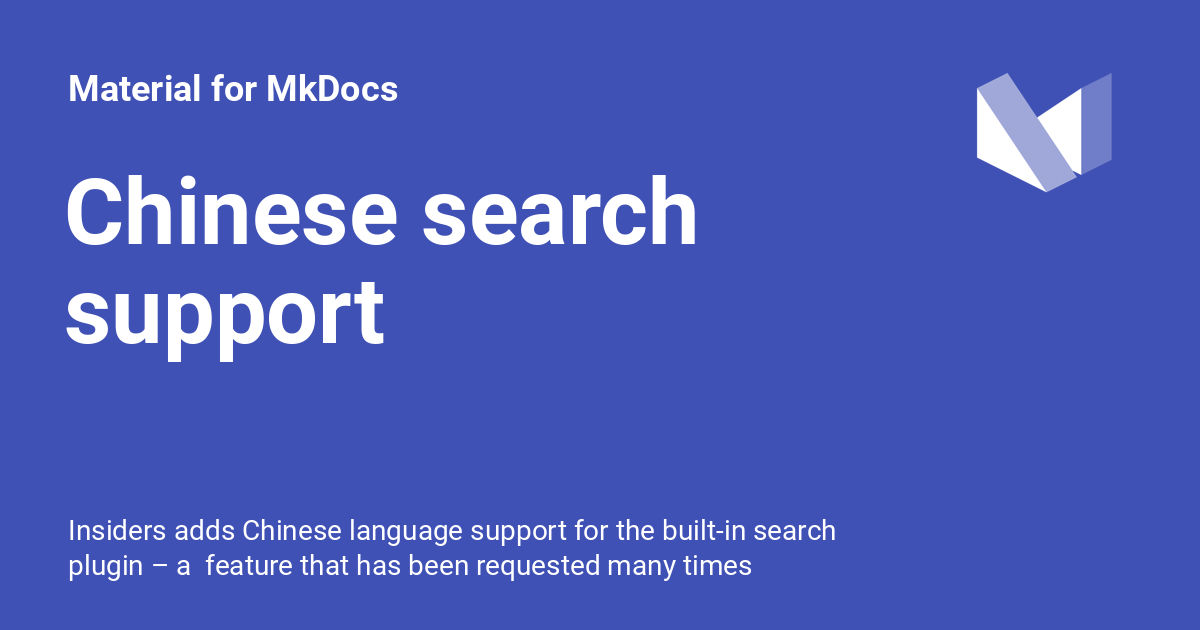 Material for MkDocs
Chinese search
support
Insiders adds Chinese language support for the built-in search
plugin – a  feature that has been requested many times